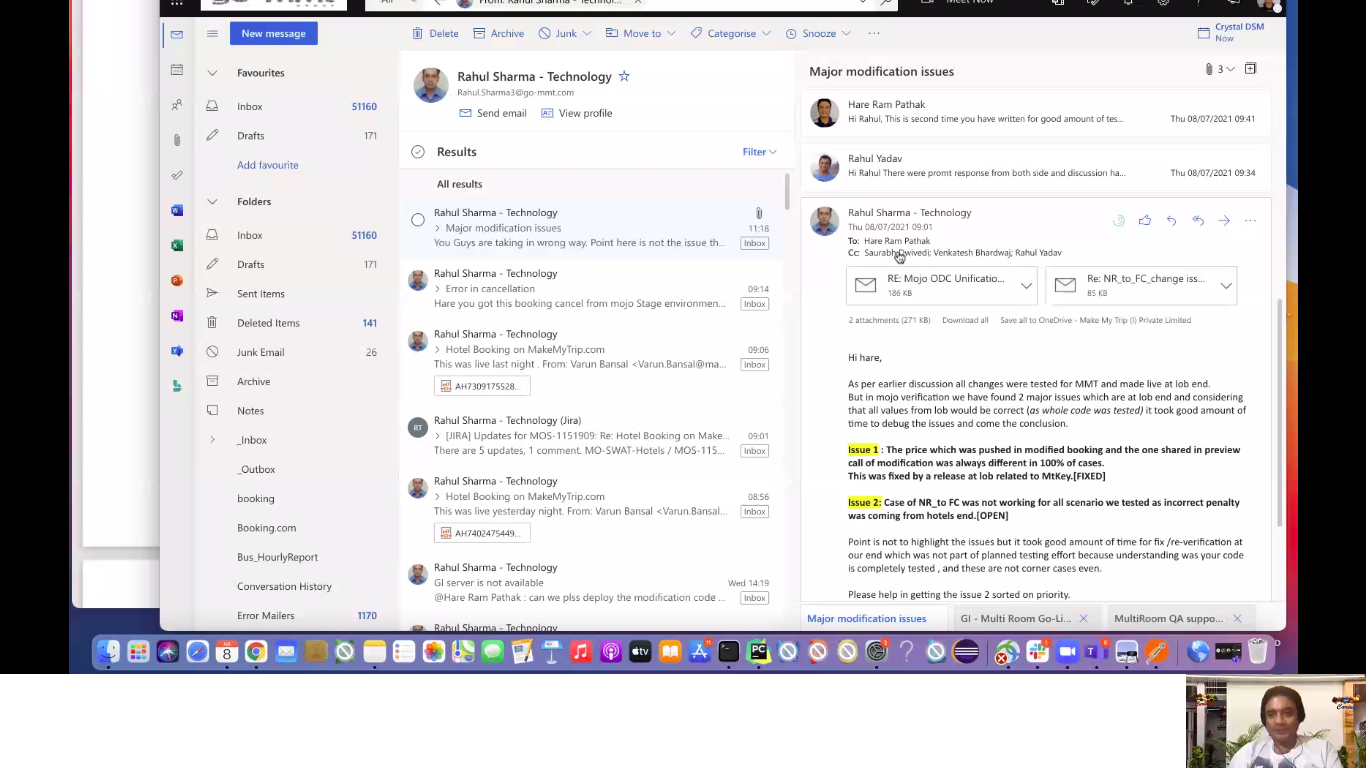 All
From: Rahul Sharma - Technol...
Meet Now
New message
Delete
Archive
Junk
Move to
Categorise
Snooze
Crystal DSM
Now
Favourites
Inbox 51160
Drafts 171
Add favourite
Folders
Inbox 51160
Drafts 171
Sent Items
Deleted Items 141
Junk Email 26
Archive
Notes
_Inbox
_Outbox
booking
Booking.com
Bus_HourlyReport
Conversation History
Error Mailers 1170
Rahul Sharma - Technology
Rahul.Sharma3@go-mmt.com
Send email View profile
Results Filter
All results
Rahul Sharma - Technology
Major modification issues 11:18
You Guys are taking in wrong way. Point here is not the issue th... Inbox
Rahul Sharma - Technology
Error in cancellation 09:14
Hare you got this booking cancel from mojo Stage environmen... Inbox
Rahul Sharma - Technology
Hotel Booking on MakeMyTrip.com 09:06
This was live last night . From: Varun Bansal <Varun.Bansal@ma... Inbox
AH7309175528...
RT
Rahul Sharma - Technology (Jira)
[JIRA] Updates for MOS-1151909: Re: Hotel Booking on Make... 09:01
There are 5 updates, 1 comment. MO-SWAT-Hotels / MOS-115... Inbox
Rahul Sharma - Technology
Hotel Booking on MakeMyTrip.com 08:56
This was live yesterday night. From: Varun Bansal <Varun.Bansal... Inbox
AH7402475449...
Rahul Sharma - Technology
GI server is not available Wed 14:19
@Hare Ram Pathak : can we plss deploy the modification code ... Inbox
Rahul Sharma - Technology
Major modification issues 3
Hare Ram Pathak
Hi Rahul, This is second time you have written for good amount of tes... Thu 08/07/2021 09:41
Rahul Yadav
Hi Rahul There were promt response from both side and discussion ha... Thu 08/07/2021 09:34
Rahul Sharma - Technology
Thu 08/07/2021 09:01
To: Hare Ram Pathak
Cc: Saurabh Dwivedi; Venkatesh Bhardwaj; Rahul Yadav
RE: Mojo ODC Unificatio...
186 KB
Re: NR_to_FC_change iss...
85 KB
2 attachments (271 KB) Download all Save all to OneDrive - Make My Trip (I) Private Limited
Hi hare,
As per earlier discussion all changes were tested for MMT and made live at lob end.
But in mojo verification we have found 2 major issues which are at lob end and considering
that all values from lob would be correct (as whole code was tested) it took good amount of
time to debug the issues and come the conclusion.
Issue 1 : The price which was pushed in modified booking and the one shared in preview
call of modification was always different in 100% of cases.
This was fixed by a release at lob related to MtKey.[FIXED]
Issue 2: Case of NR_to FC was not working for all scenario we tested as incorrect penalty
was coming from hotels end.[OPEN]
Point is not to highlight the issues but it took good amount of time for fix /re-verification at
our end which was not part of planned testing effort because understanding was your code
is completely tested , and these are not corner cases even.
Please help in getting the issue 2 sorted on priority.
Major modification issues
GI - Multi Room Go-Li...
MultiRoom QA suppo...
8
tv
PC